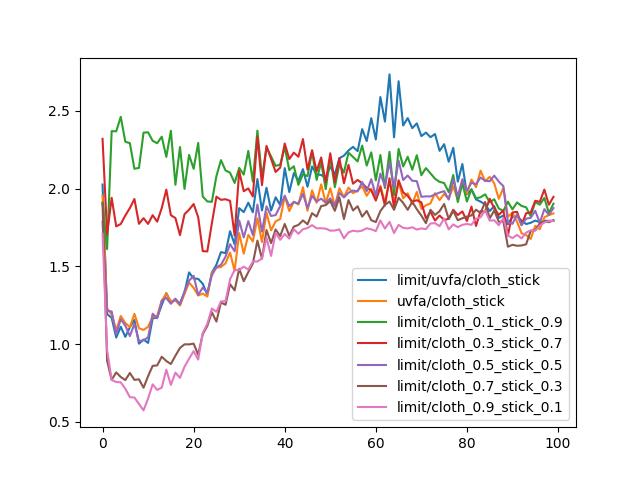 2.5
2.0
1.5
1.0
0.5
0
20
40
60
80
100
limit/uvfa/cloth_stick
uvfa/cloth_stick
limit/cloth_0.1_stick_0.9
limit/cloth_0.3_stick_0.7
limit/cloth_0.5_stick_0.5
limit/cloth_0.7_stick_0.3
limit/cloth_0.9_stick_0.1